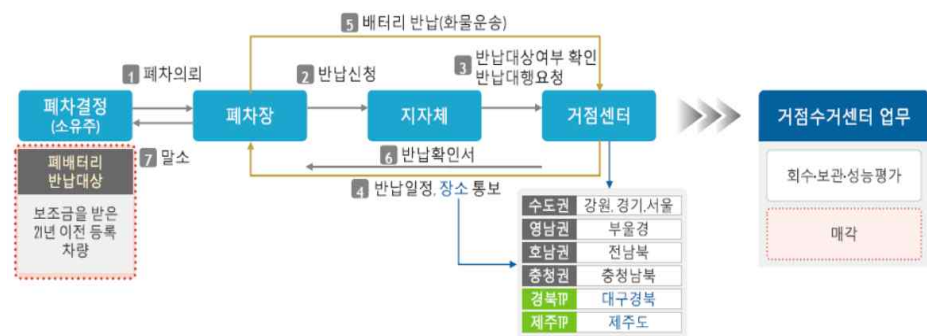 5 배터리 반납(화물운송)
1 폐차의뢰
2 반납신청
3 반납대상여부 확인
반납대행요청
폐차결정
(소유주)
폐차장
지자체
거점센터
거점수거센터 업무
7 말소
6 반납확인서
4 반납일정, 장소 통보
폐배터리
반납대상
보조금을 받은
21년 이전 등록
차량
회수·보관·성능평가
매각
수도권 강원, 경기,서울
영남권 부울경
호남권 전남북
충청권 충청남북
경북TP 대구경북
제주TP 제주도